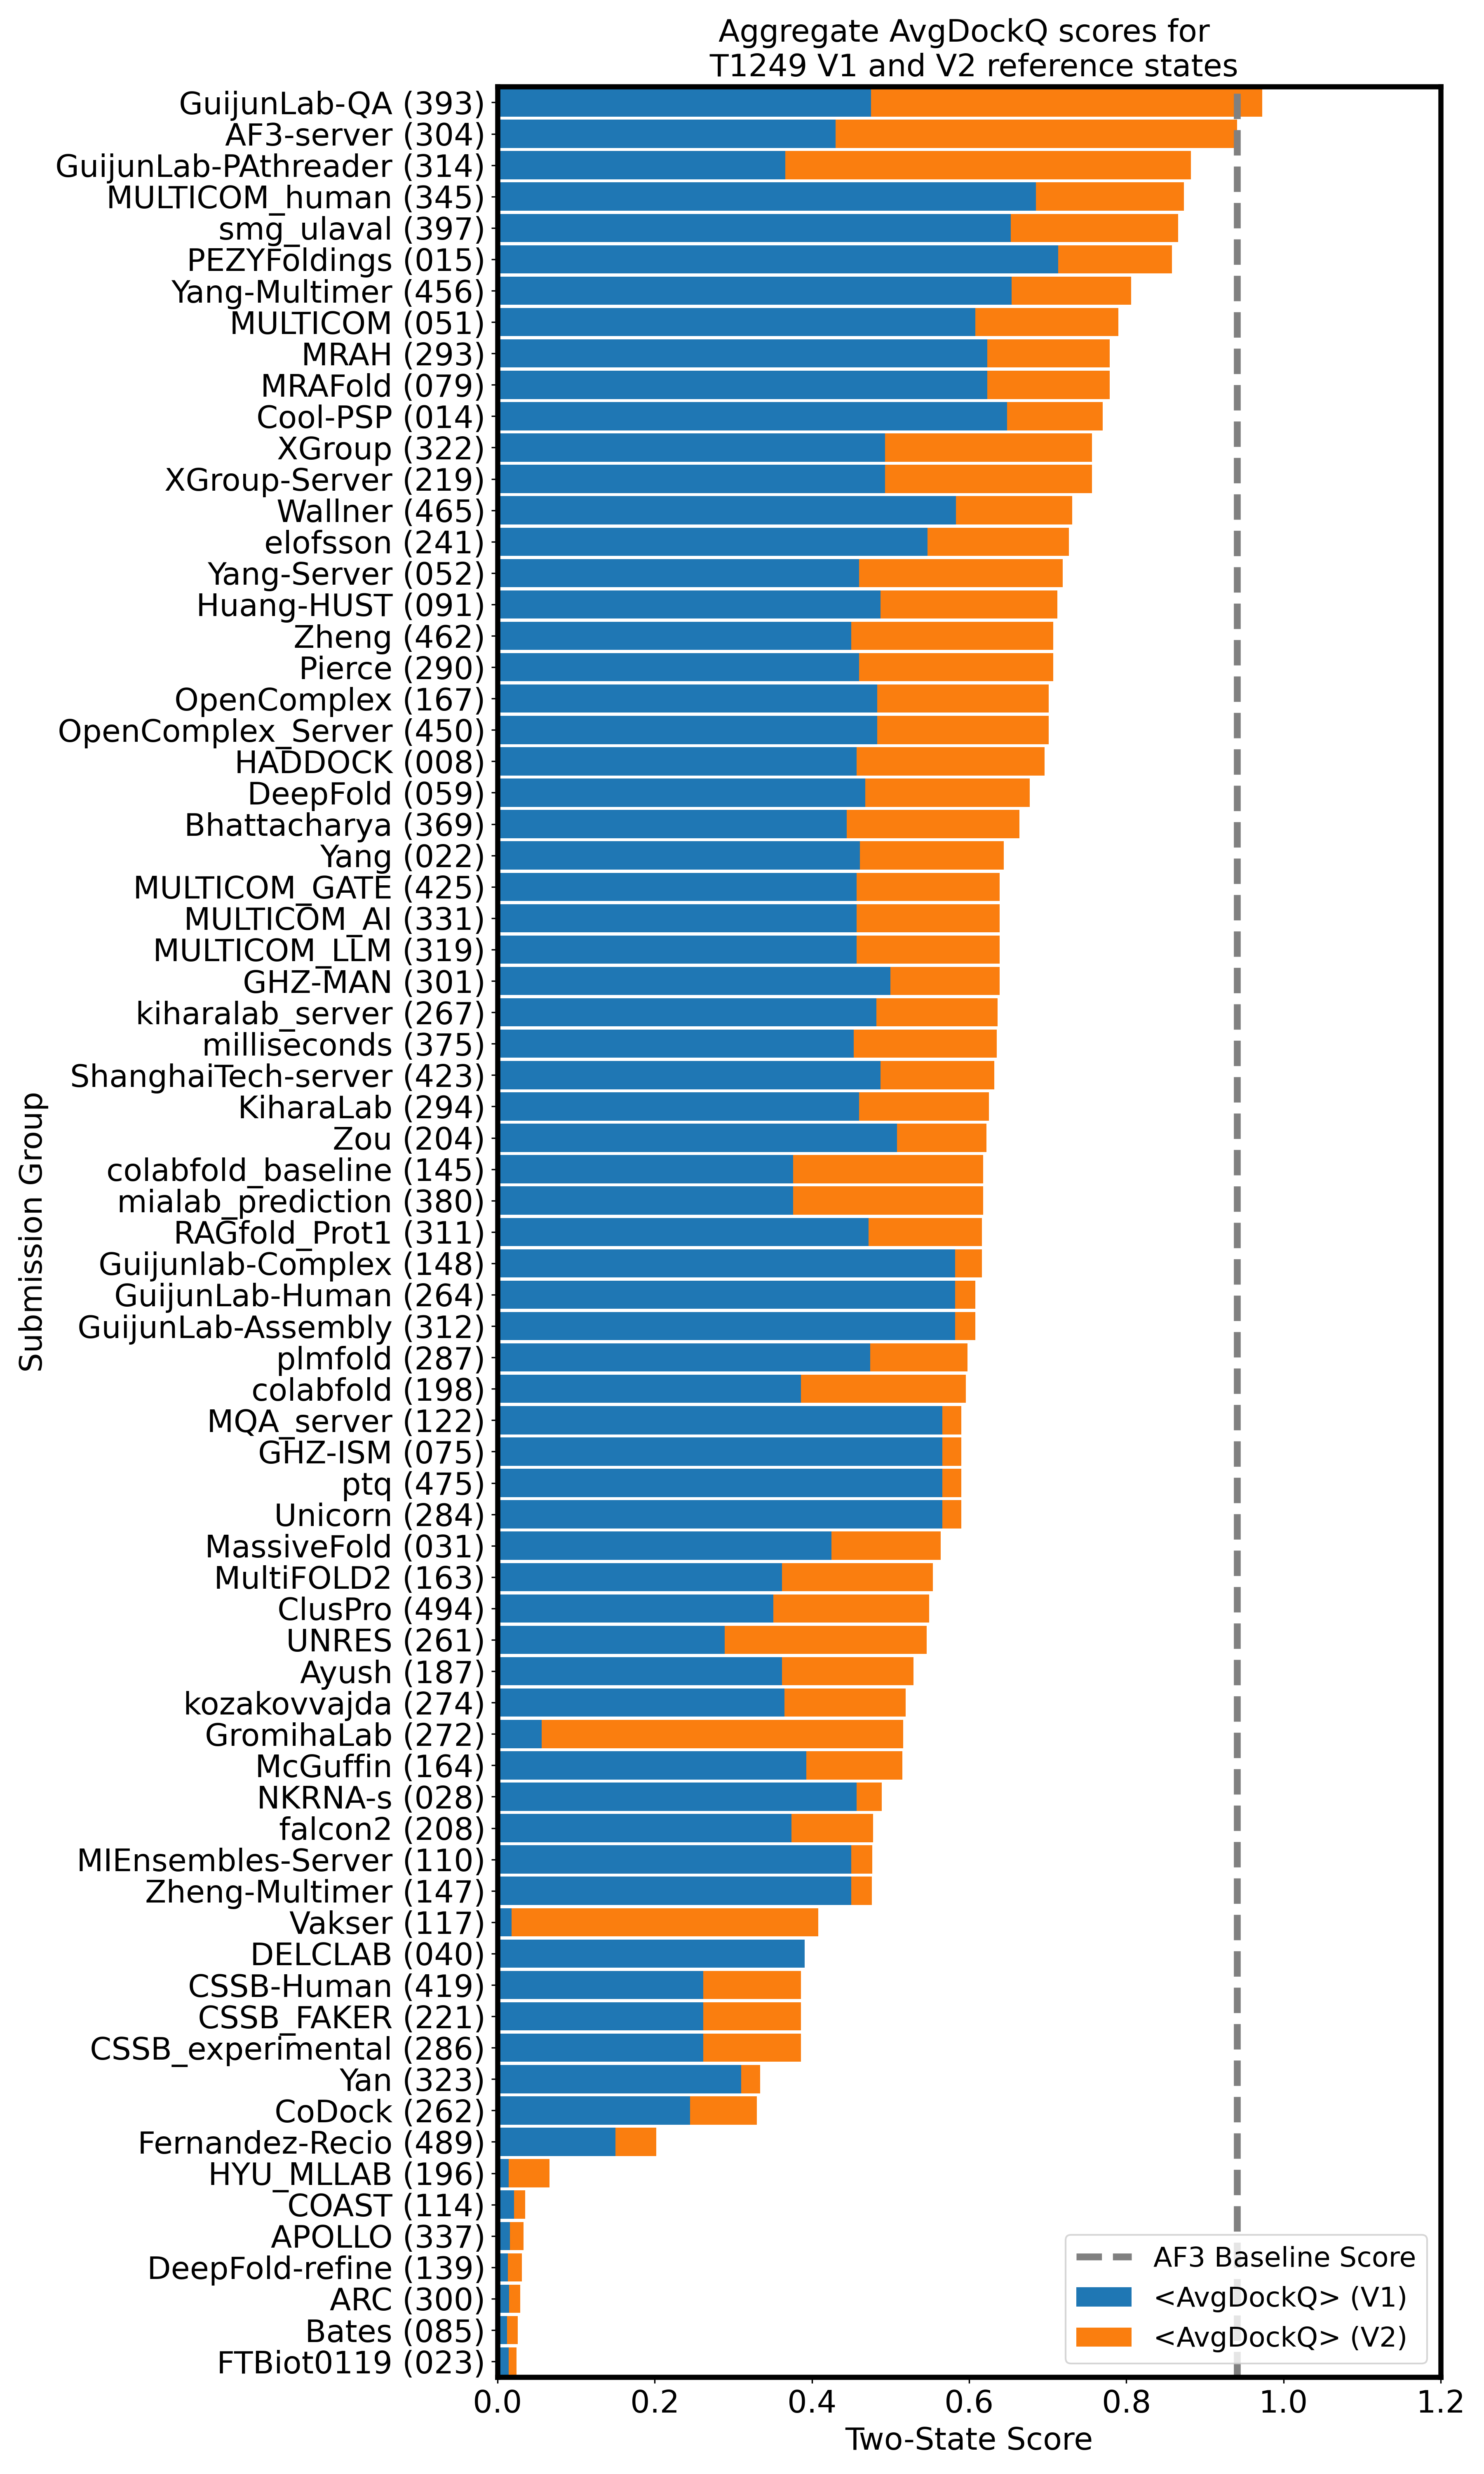 Aggregate AvgDockQ scores for
T1249 V1 and V2 reference states
GuijunLab-QA (393)
AF3-server (304)
GuijunLab-PAthreader (314)
MULTICOM_human (345)
smg_ulaval (397)
PEZYFoldings (015)
Yang-Multimer (456)
MULTICOM (051)
MRAH (293)
MRAFold (079)
Cool-PSP (014)
XGroup (322)
XGroup-Server (219)
Wallner (465)
elofsson (241)
Yang-Server (052)
Huang-HUST (091)
Zheng (462)
Pierce (290)
OpenComplex (167)
OpenComplex_Server (450)
HADDOCK (008)
DeepFold (059)
Bhattacharya (369)
Yang (022)
MULTICOM_GATE (425)
MULTICOM_AI (331)
MULTICOM_LLM (319)
GHZ-MAN (301)
kiharalab_server (267)
milliseconds (375)
ShanghaiTech-server (423)
KiharaLab (294)
Zou (204)
colabfold_baseline (145)
mialab_prediction (380)
RAGfold_Prot1 (311)
Guijunlab-Complex (148)
GuijunLab-Human (264)
GuijunLab-Assembly (312)
plmfold (287)
colabfold (198)
MQA_server (122)
GHZ-ISM (075)
ptq (475)
Unicorn (284)
MassiveFold (031)
MultiFOLD2 (163)
ClusPro (494)
UNRES (261)
Ayush (187)
kozakovvajda (274)
GromihaLab (272)
McGuffin (164)
NKRNA-s (028)
falcon2 (208)
MIEnsembles-Server (110)
Zheng-Multimer (147)
Vakser (117)
DELCLAB (040)
CSSB-Human (419)
CSSB_FAKER (221)
CSSB_experimental (286)
Yan (323)
CoDock (262)
Fernandez-Recio (489)
HYU_MLLAB (196)
COAST (114)
APOLLO (337)
DeepFold-refine (139)
ARC (300)
Bates (085)
FTBiot0119 (023)
Submission Group
AF3 Baseline Score
<AvgDockQ> (V1)
<AvgDockQ> (V2)
0.0 0.2 0.4 0.6 0.8 1.0 1.2
Two-State Score